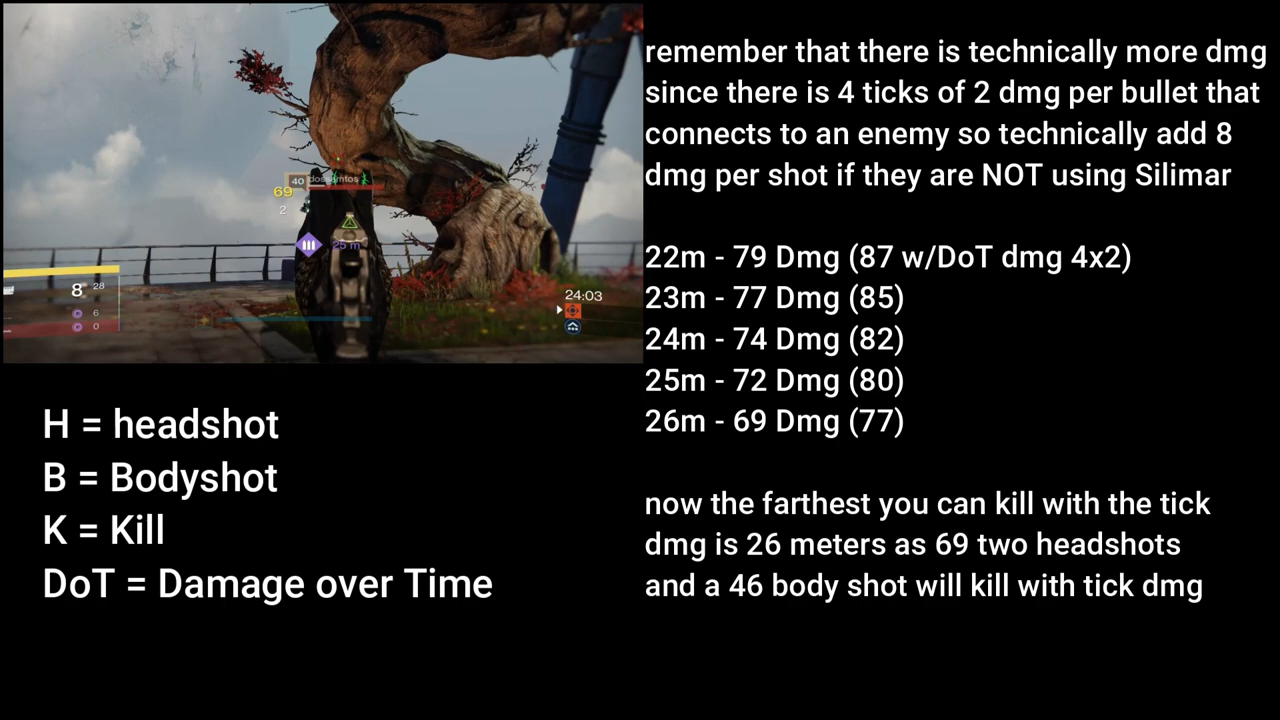 40 dossantos
69
2
25 m
8 28
6
0
24:03
H = headshot
B = Bodyshot
K = Kill
DoT = Damage over Time
remember that there is technically more dmg
since there is 4 ticks of 2 dmg per bullet that
connects to an enemy so technically add 8
dmg per shot if they are NOT using Silimar
22m - 79 Dmg (87 w/DoT dmg 4x2)
23m - 77 Dmg (85)
24m - 74 Dmg (82)
25m - 72 Dmg (80)
26m - 69 Dmg (77)
now the farthest you can kill with the tick
dmg is 26 meters as 69 two headshots
and a 46 body shot will kill with tick dmg